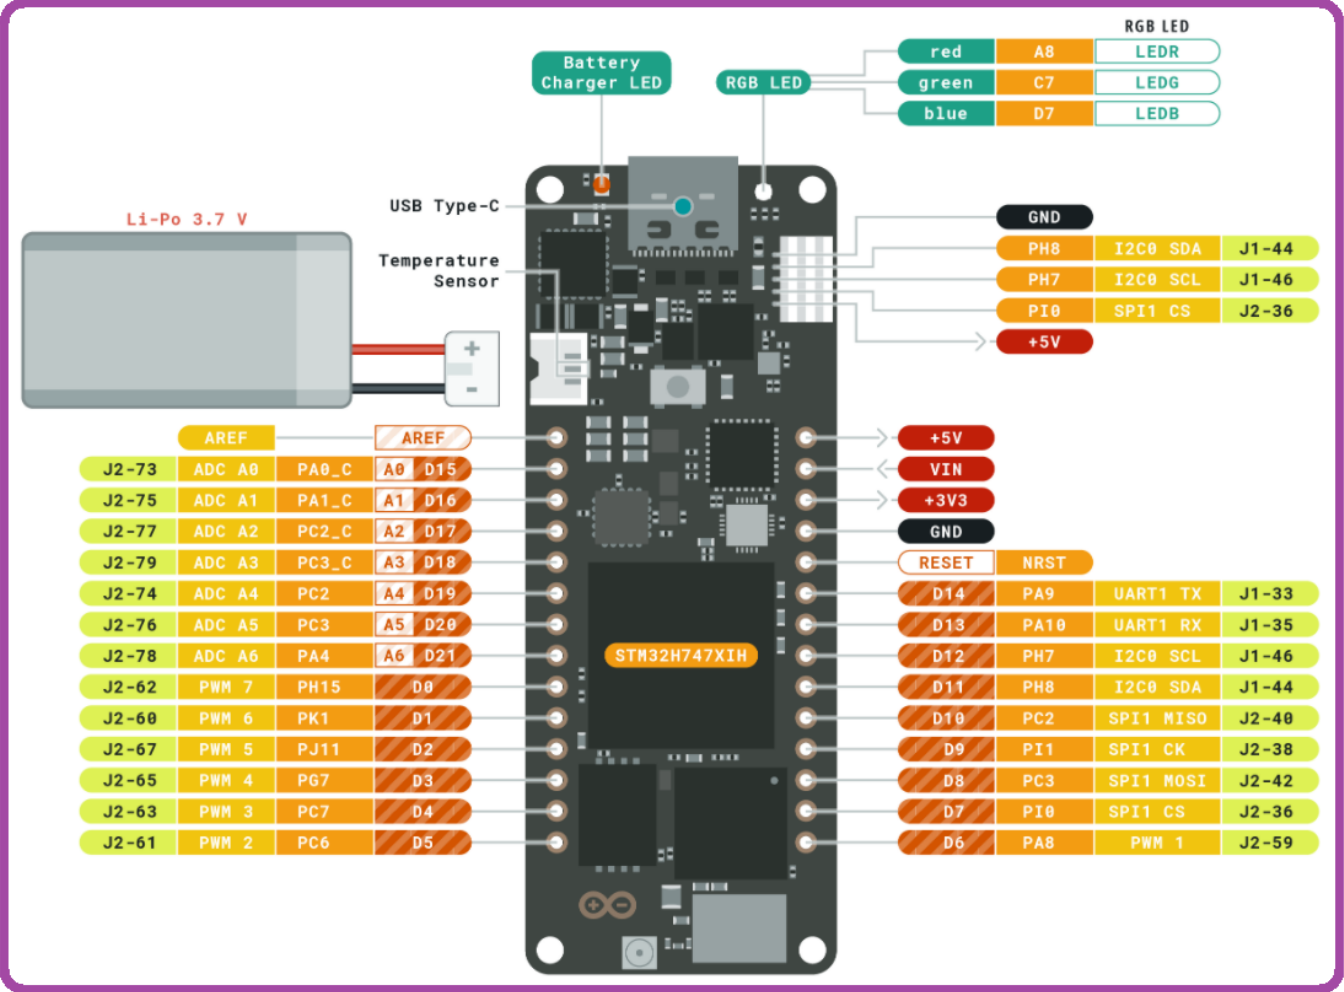 RGB LED
Battery
Charger LED
RGB LED
red A8 LEDR
green C7 LEDG
blue D7 LEDB
USB Type-C
Li-Po 3.7 V
Temperature
Sensor
+
-
GND
PH8 I2C0 SDA J1-44
PH7 I2C0 SCL J1-46
PI0 SPI1 CS J2-36
+5V
AREF AREF
J2-73 ADC A0 PA0_C A0 D15
J2-75 ADC A1 PA1_C A1 D16
J2-77 ADC A2 PC2_C A2 D17
J2-79 ADC A3 PC3_C A3 D18
J2-74 ADC A4 PC2 A4 D19
J2-76 ADC A5 PC3 A5 D20
J2-78 ADC A6 PA4 A6 D21
J2-62 PWM 7 PH15 D0
J2-60 PWM 6 PK1 D1
J2-67 PWM 5 PJ11 D2
J2-65 PWM 4 PG7 D3
J2-63 PWM 3 PC7 D4
J2-61 PWM 2 PC6 D5
STM32H747XIH
+5V
VIN
+3V3
GND
RESET NRST
D14 PA9 UART1 TX J1-33
D13 PA10 UART1 RX J1-35
D12 PH7 I2C0 SCL J1-46
D11 PH8 I2C0 SDA J1-44
D10 PC2 SPI1 MISO J2-40
D9 PI1 SPI1 CK J2-38
D8 PC3 SPI1 MOSI J2-42
D7 PI0 SPI1 CS J2-36
D6 PA8 PWM 1 J2-59